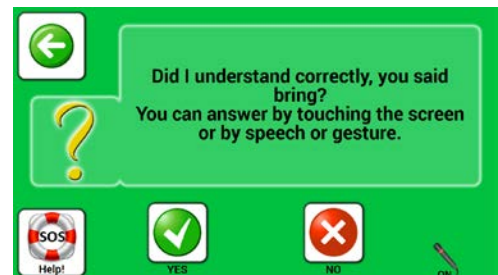 Did I understand correctly, you said
bring?
You can answer by touching the screen
or by speech or gesture.
SOS
Help!
YES
NO
ON